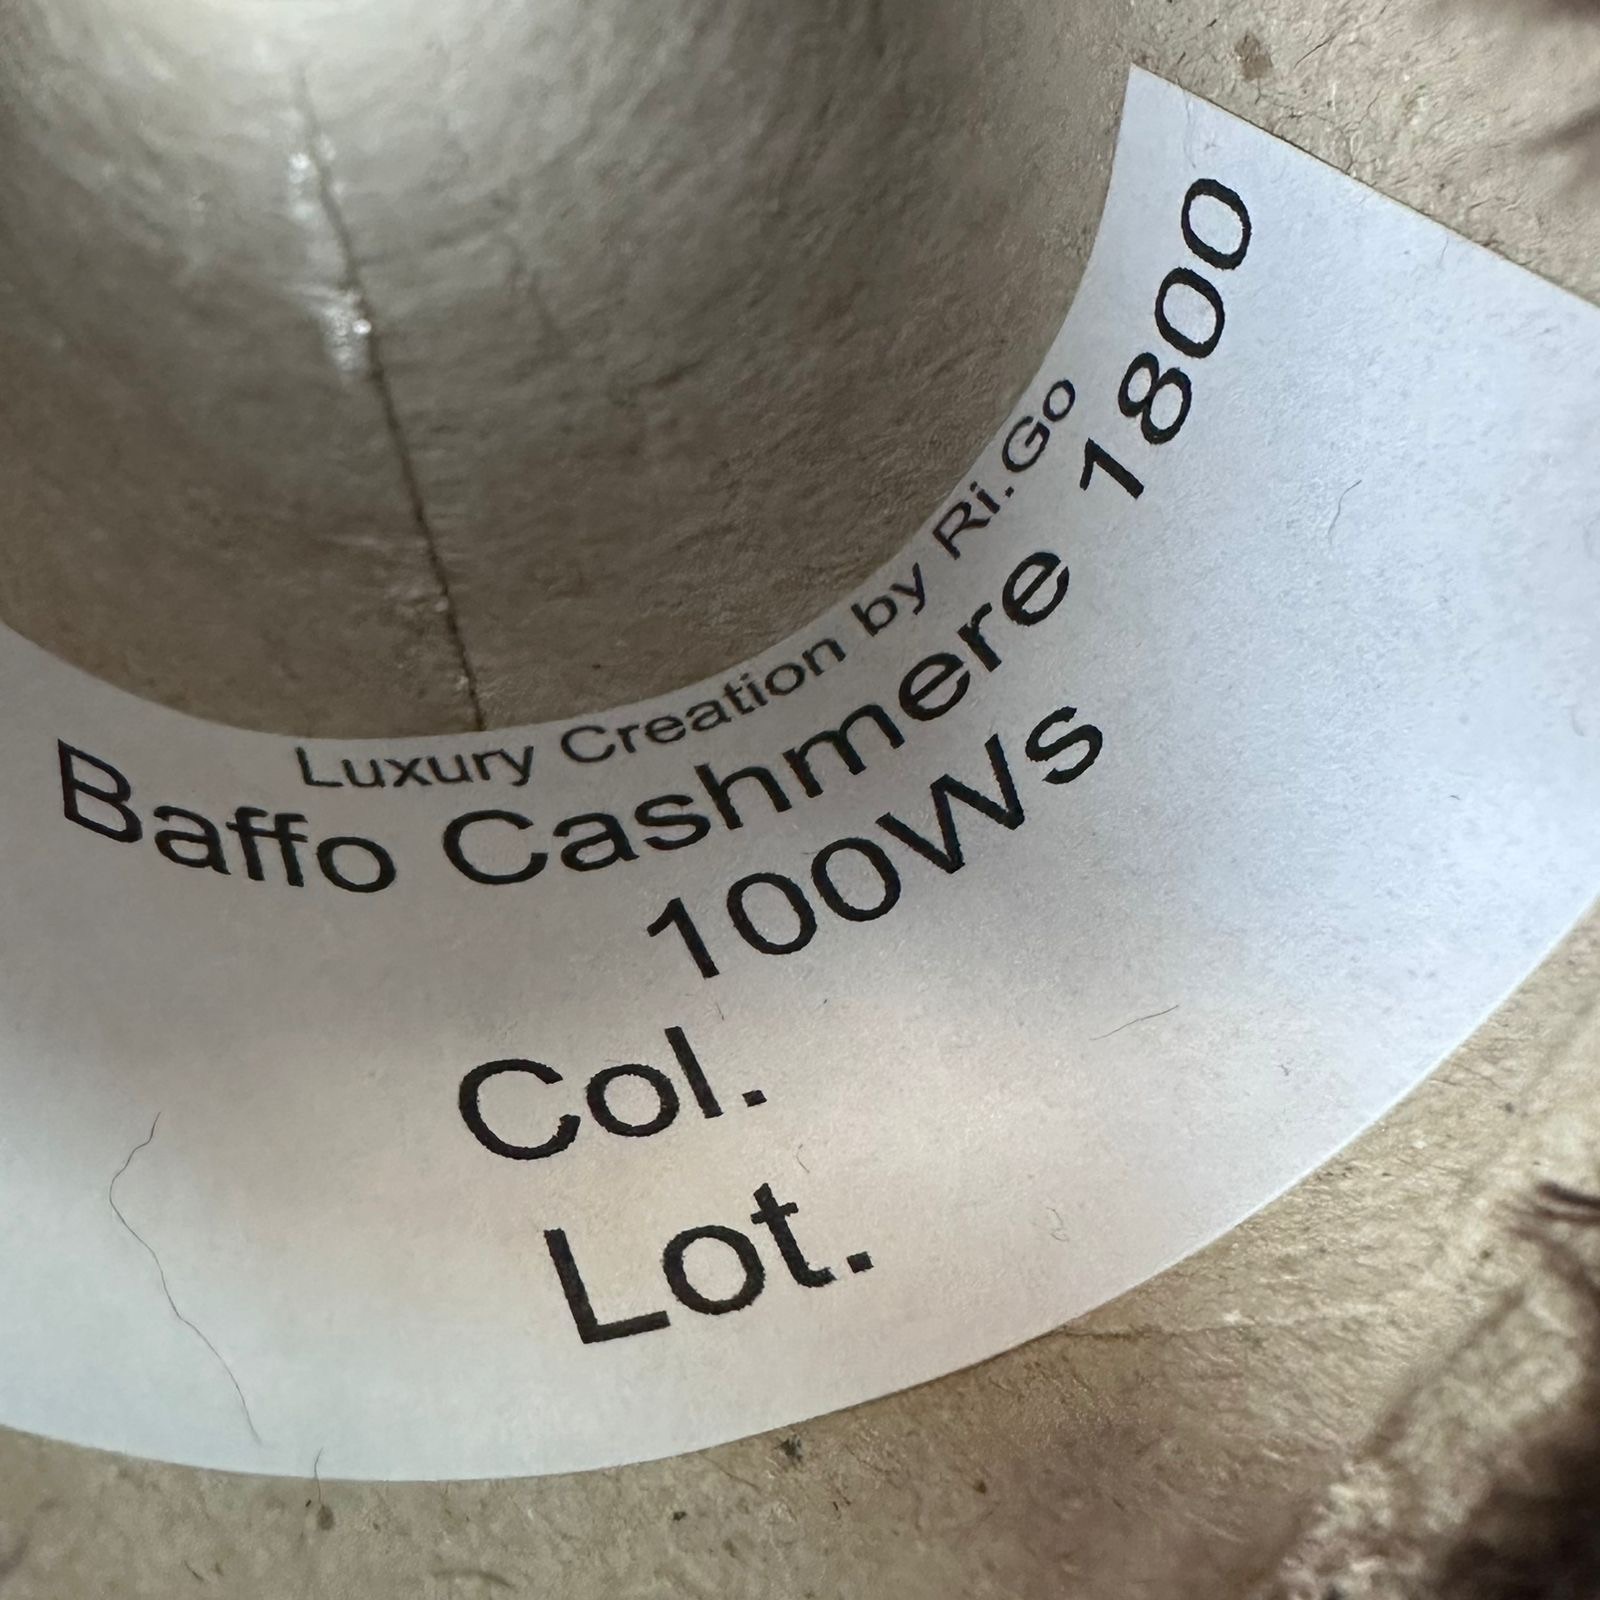 Luxury Creation by Ri.Go
Baffo Cashmere 1800
100Ws
Col.
Lot.